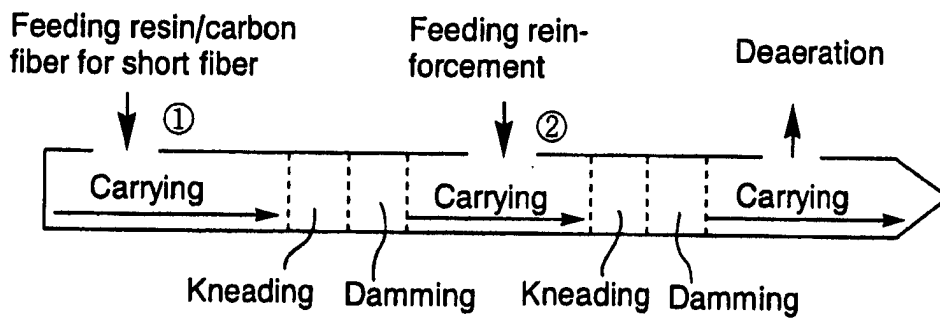 Feeding resin/carbon
fiber for short fiber
Feeding rein-
forcement
Deaeration
①
②
Carrying
Carrying
Carrying
Kneading
Damming
Kneading
Damming